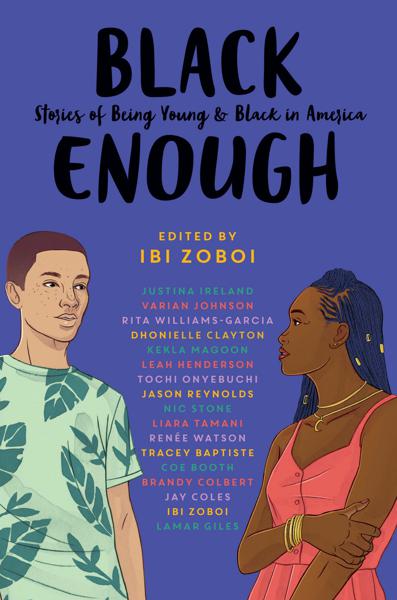 BLACK
Stories of Being Young & Black in America
ENOUGH
EDITED BY
IBI ZOBOI
JUSTINA IRELAND
VARIAN JOHNSON
RITA WILLIAMS-GARCIA
DHONIELLE CLAYTON
KEKLA MAGOON
LEAH HENDERSON
TOCHI ONYEBUCHI
JASON REYNOLDS
NIC STONE
LIARA TAMANI
RENÉE WATSON
TRACEY BAPTISTE
COE BOOTH
BRANDY COLBERT
JAY COLES
IBI ZOBOI
LAMAR GILES